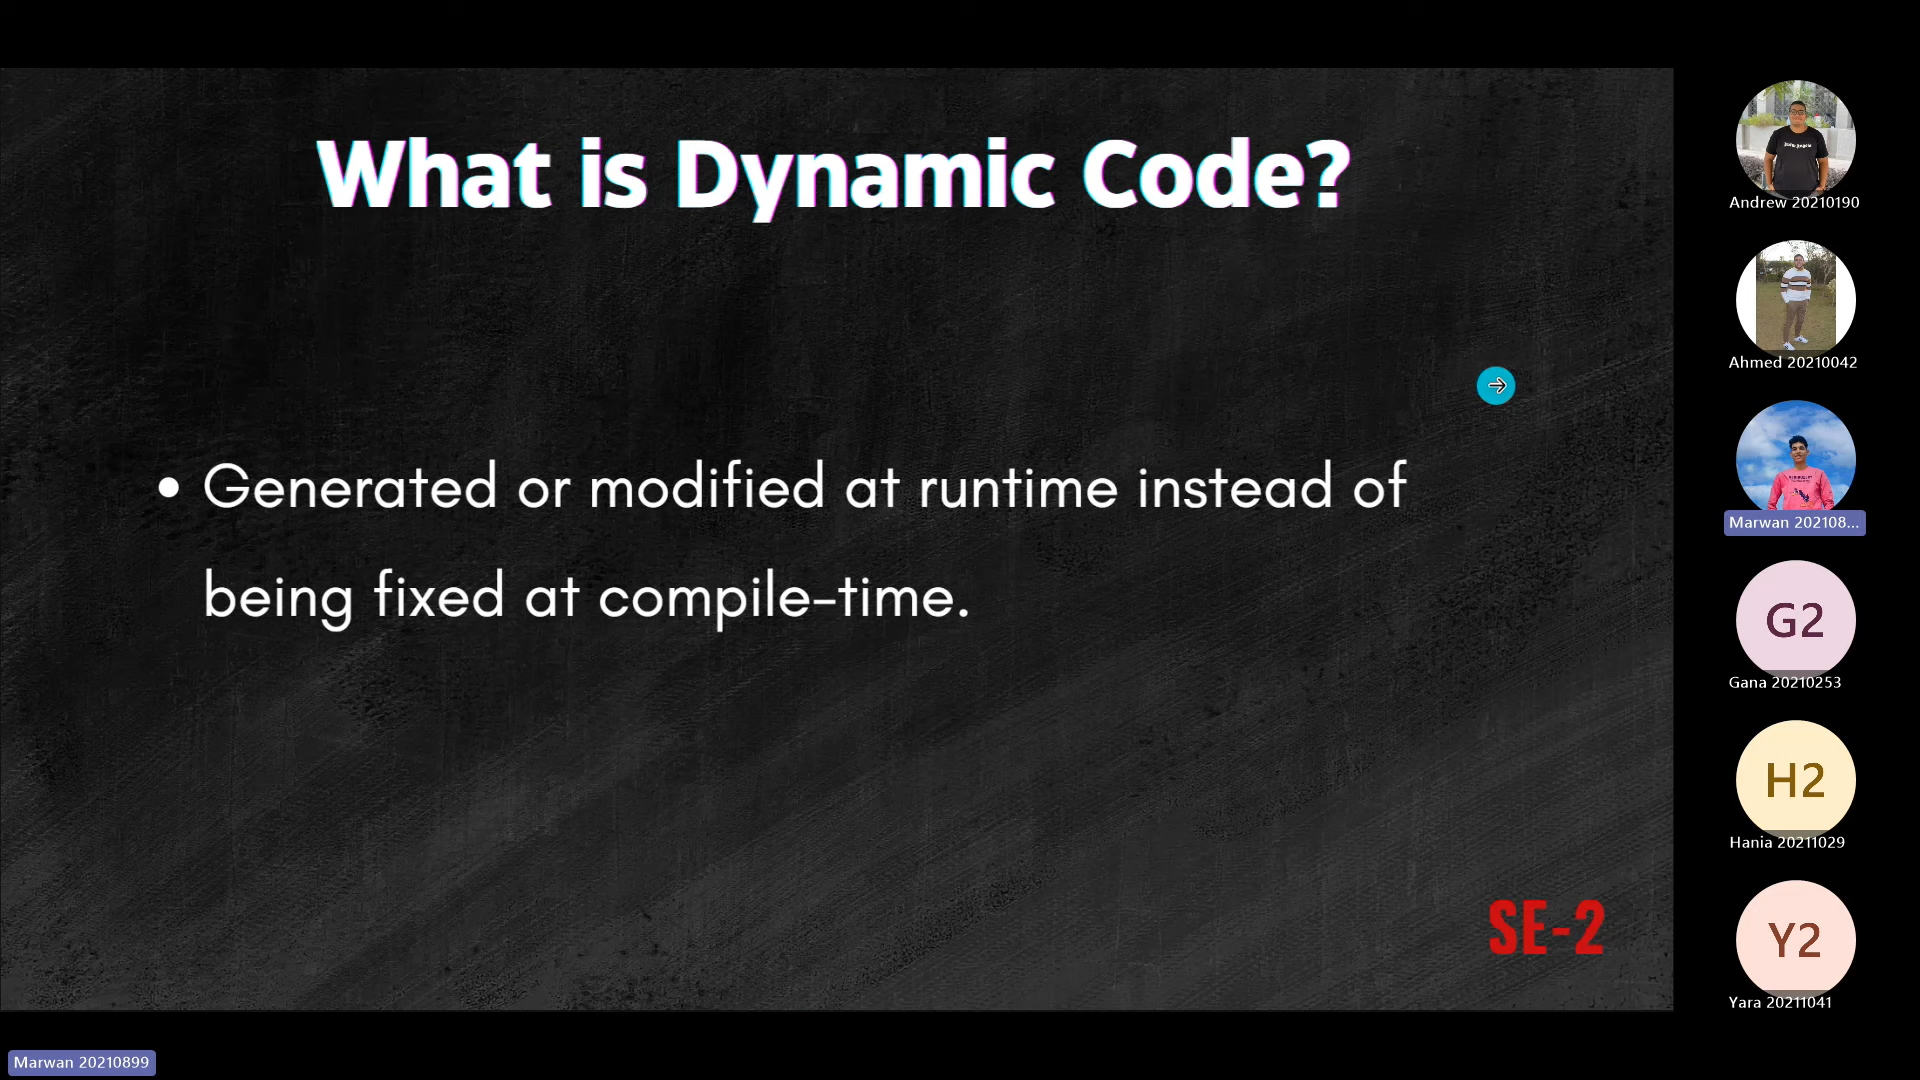 What is Dynamic Code?
• Generated or modified at runtime instead of
being fixed at compile-time.
SE-2
Andrew 20210190
Ahmed 20210042
Marwan 202108...
G2
Gana 20210253
H2
Hania 20211029
Y2
Yara 20211041
Marwan 20210899